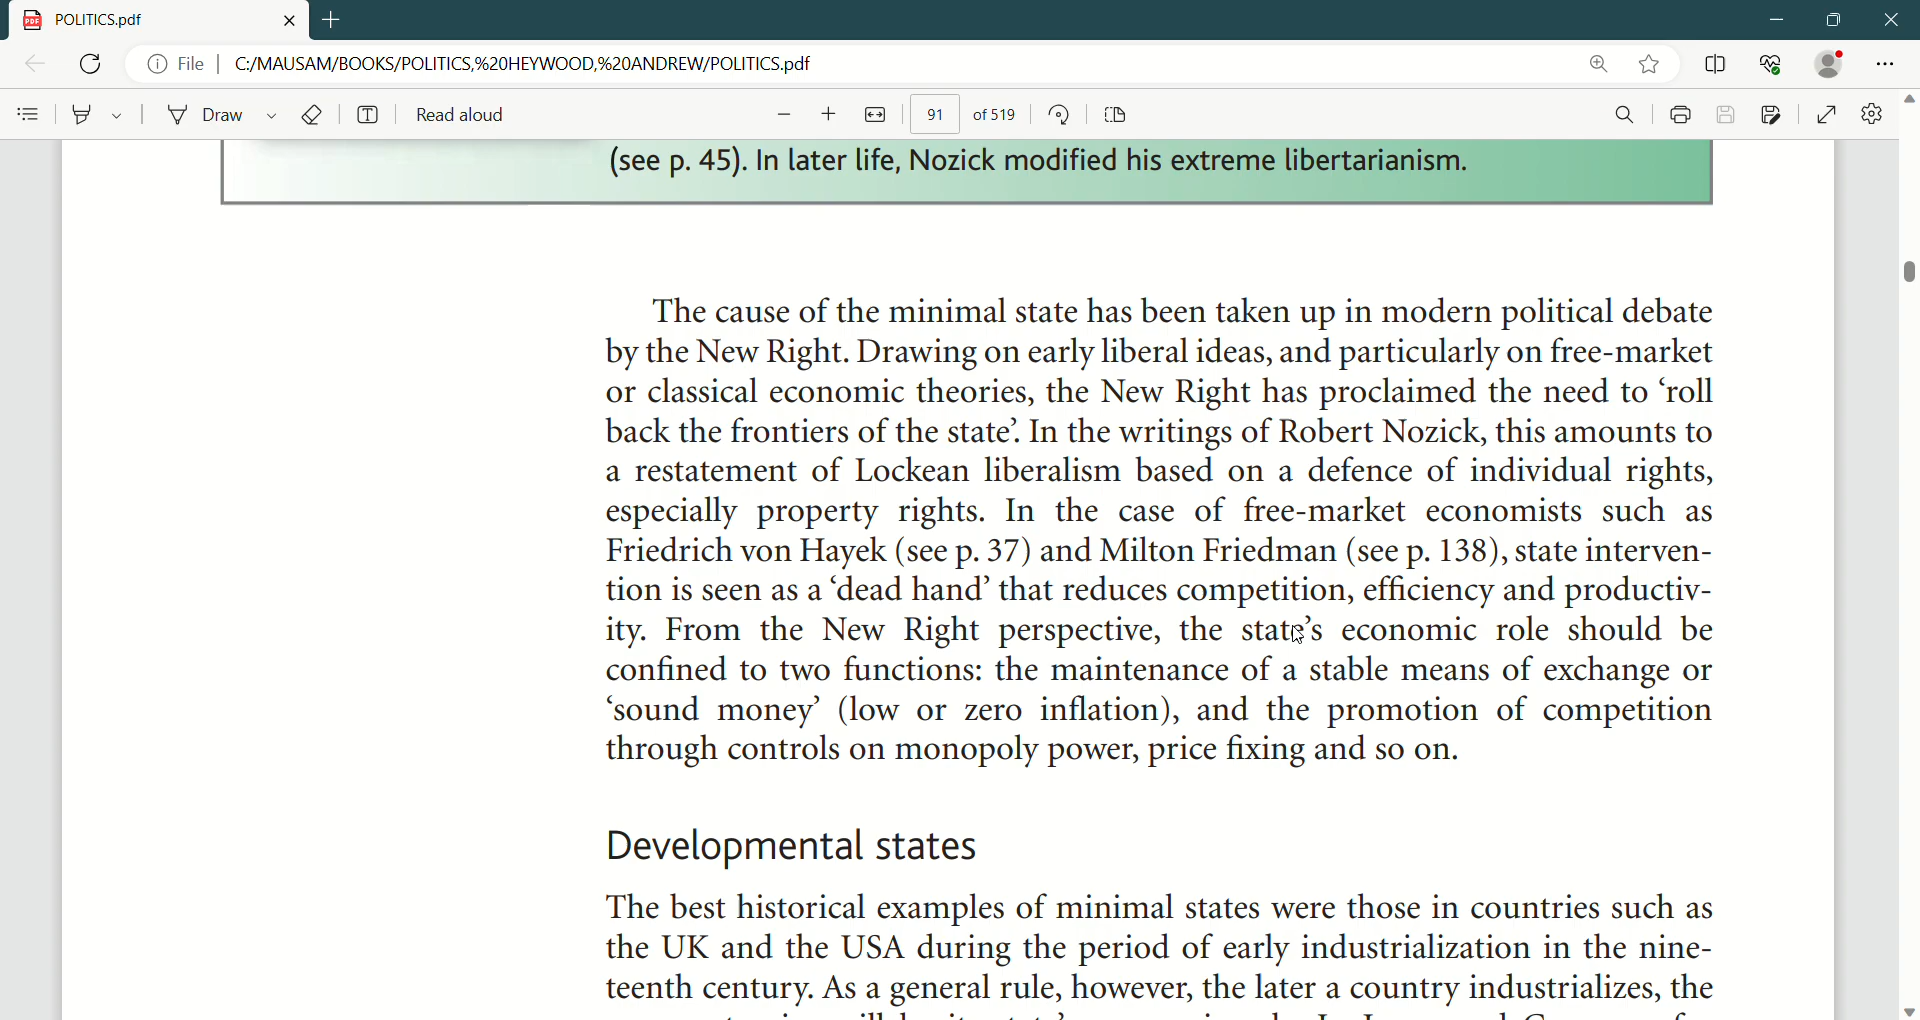 POLITICS.pdf
File
C:/MAUSAM/BOOKS/POLITICS,%20HEYWOOD,%20ANDREW/POLITICS.pdf
Draw
Read aloud
91 of 519
(see p. 45). In later life, Nozick modified his extreme libertarianism.
The cause of the minimal state has been taken up in modern political debate
by the New Right. Drawing on early liberal ideas, and particularly on free-market
or classical economic theories, the New Right has proclaimed the need to ‘roll
back the frontiers of the state’. In the writings of Robert Nozick, this amounts to
a restatement of Lockean liberalism based on a defence of individual rights,
especially property rights. In the case of free-market economists such as
Friedrich von Hayek (see p. 37) and Milton Friedman (see p. 138), state interven-
tion is seen as a ‘dead hand’ that reduces competition, efficiency and productiv-
ity. From the New Right perspective, the state’s economic role should be
confined to two functions: the maintenance of a stable means of exchange or
‘sound money’ (low or zero inflation), and the promotion of competition
through controls on monopoly power, price fixing and so on.
Developmental states
The best historical examples of minimal states were those in countries such as
the UK and the USA during the period of early industrialization in the nine-
teenth century. As a general rule, however, the later a country industrializes, the